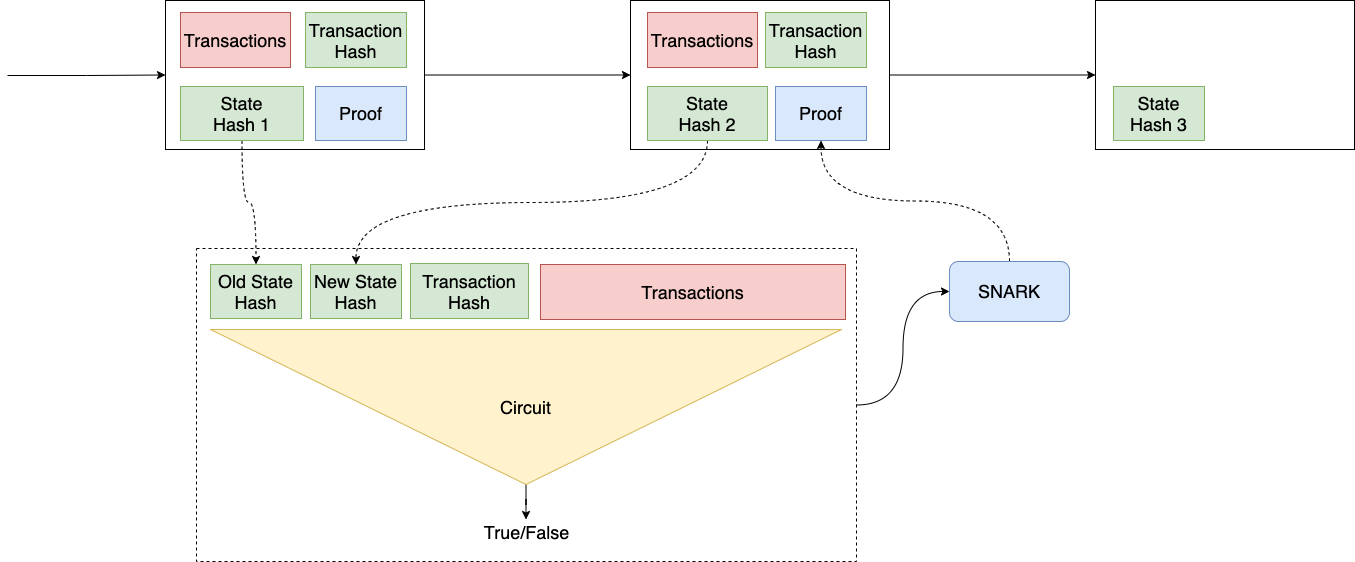 Transactions
Transaction
Hash
State
Hash 1
Proof
Transactions
Transaction
Hash
State
Hash 2
Proof
State
Hash 3
Old State
Hash
New State
Hash
Transaction
Hash
Transactions
SNARK
Circuit
True/False